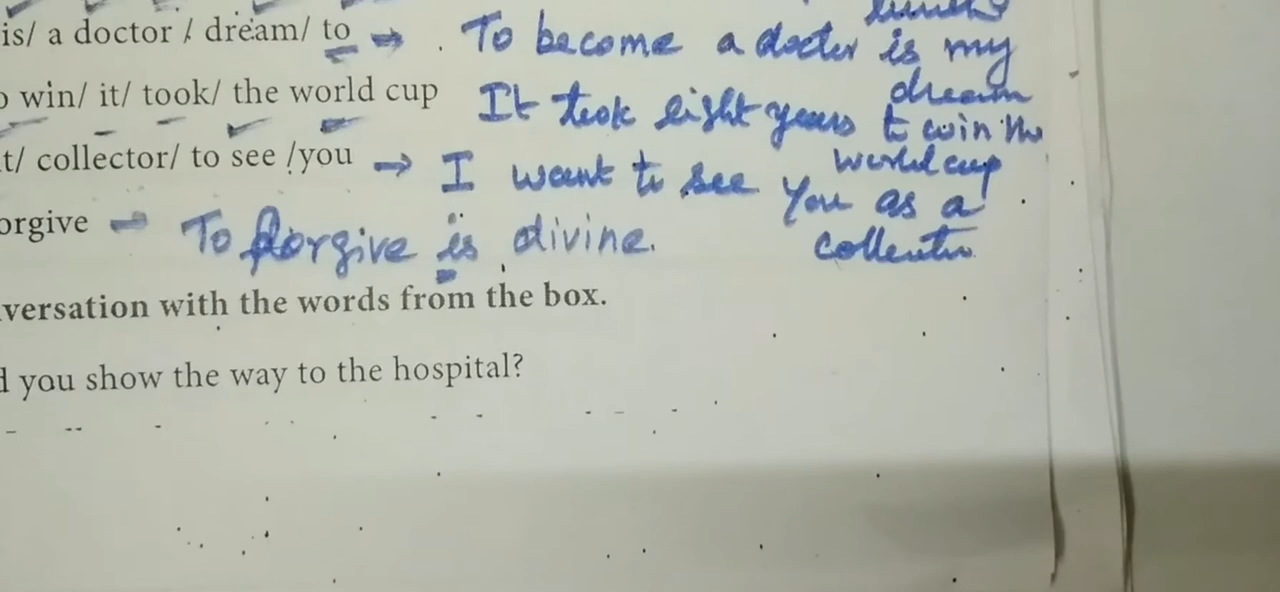 is/ a doctor / dream/ to → To become a doctor is my
dream
win/ it/ took/ the world cup It took eight years to win the
world cup
t/ collector/ to see /you → I want to see you as a
collector
orgive → To forgive is divine.
versation with the words from the box.
you show the way to the hospital?